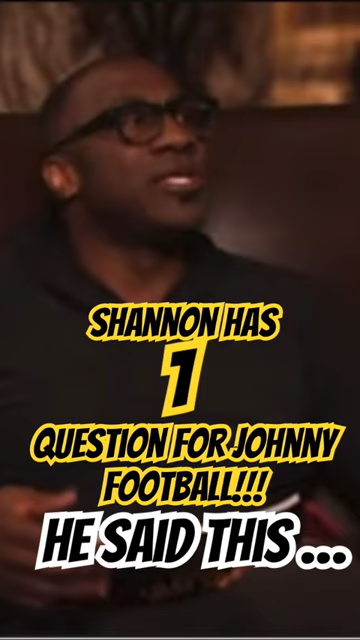 SHANNON HAS
1
QUESTION FOR JOHNNY
FOOTBALL!!!
HE SAID THIS...